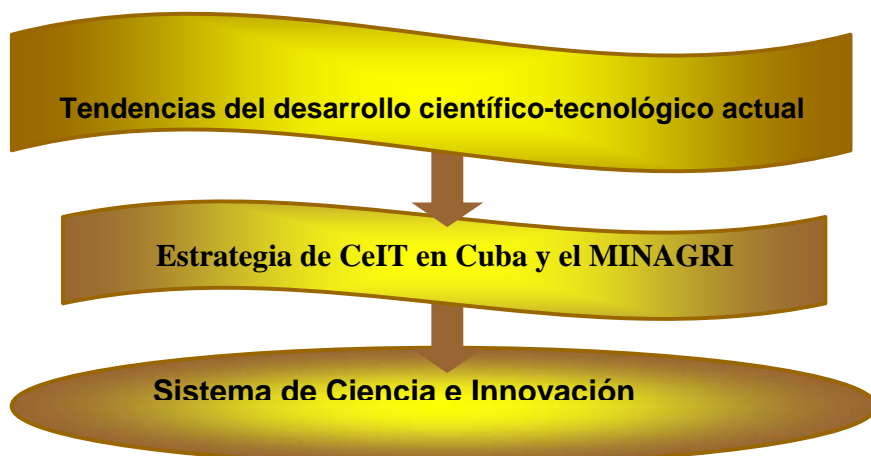 Tendencias del desarrollo científico-tecnológico actual
Estrategia de CeIT en Cuba y el MINAGRI
Sistema de Ciencia e Innovación